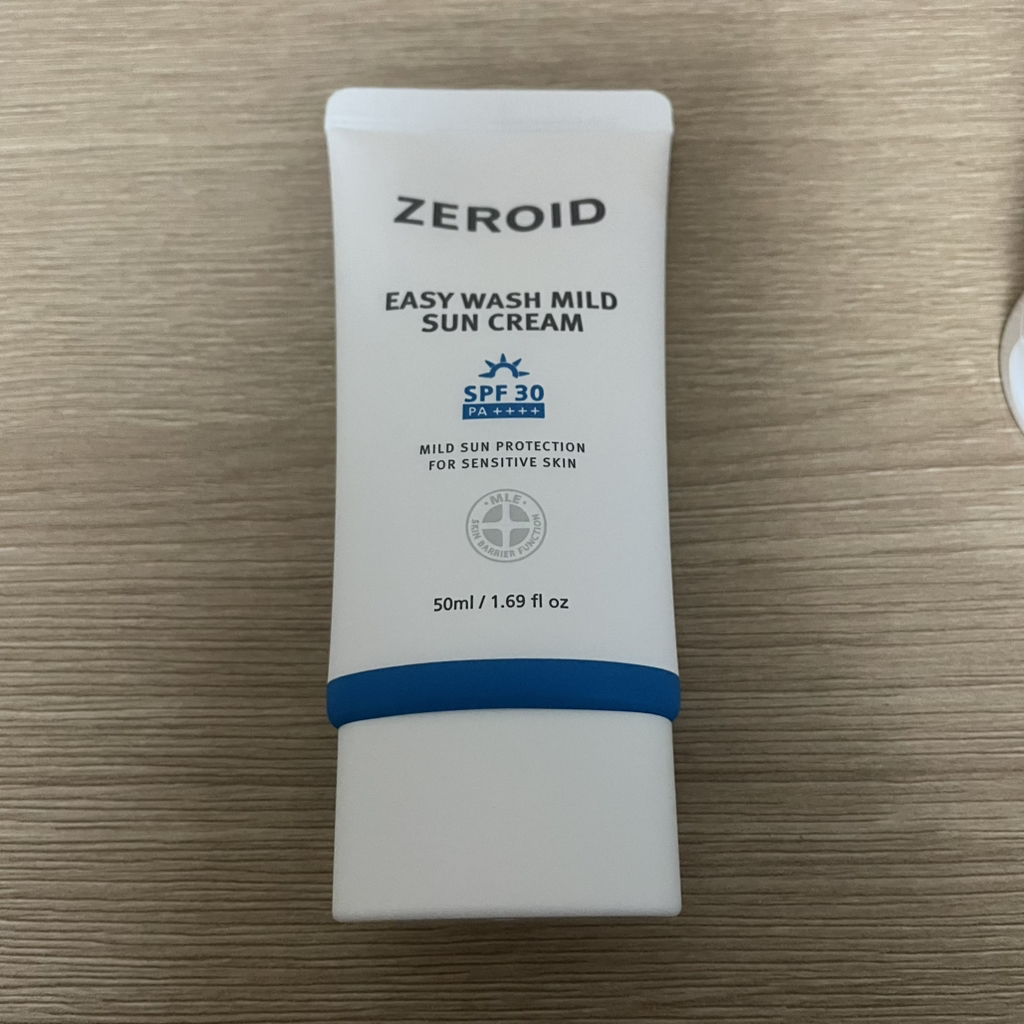 ZEROID
EASY WASH MILD
SUN CREAM
SPF 30
PA ++++
MILD SUN PROTECTION
FOR SENSITIVE SKIN
· MLE ·
SKIN BARRIER FUNCTION
50ml / 1.69 fl oz